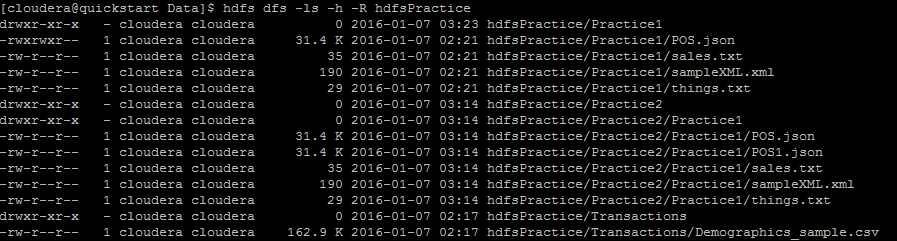 [cloudera@quickstart Data]$ hdfs dfs -ls -h -R hdfsPractice
drwxr-xr-x   - cloudera cloudera          0 2016-01-07 03:23 hdfsPractice/Practice1
-rwxrwxr--   1 cloudera cloudera     31.4 K 2016-01-07 02:21 hdfsPractice/Practice1/POS.json
-rw-r--r--   1 cloudera cloudera         35 2016-01-07 02:21 hdfsPractice/Practice1/sales.txt
-rw-r--r--   1 cloudera cloudera        190 2016-01-07 02:21 hdfsPractice/Practice1/sampleXML.xml
-rw-r--r--   1 cloudera cloudera         29 2016-01-07 02:21 hdfsPractice/Practice1/things.txt
drwxr-xr-x   - cloudera cloudera          0 2016-01-07 03:14 hdfsPractice/Practice2
drwxr-xr-x   - cloudera cloudera          0 2016-01-07 03:14 hdfsPractice/Practice2/Practice1
-rw-r--r--   1 cloudera cloudera     31.4 K 2016-01-07 03:14 hdfsPractice/Practice2/Practice1/POS.json
-rw-r--r--   1 cloudera cloudera     31.4 K 2016-01-07 03:14 hdfsPractice/Practice2/Practice1/POS1.json
-rw-r--r--   1 cloudera cloudera         35 2016-01-07 03:14 hdfsPractice/Practice2/Practice1/sales.txt
-rw-r--r--   1 cloudera cloudera        190 2016-01-07 03:14 hdfsPractice/Practice2/Practice1/sampleXML.xml
-rw-r--r--   1 cloudera cloudera         29 2016-01-07 03:14 hdfsPractice/Practice2/Practice1/things.txt
drwxr-xr-x   - cloudera cloudera          0 2016-01-07 02:17 hdfsPractice/Transactions
-rw-r--r--   1 cloudera cloudera    162.9 K 2016-01-07 02:17 hdfsPractice/Transactions/Demographics_sample.csv